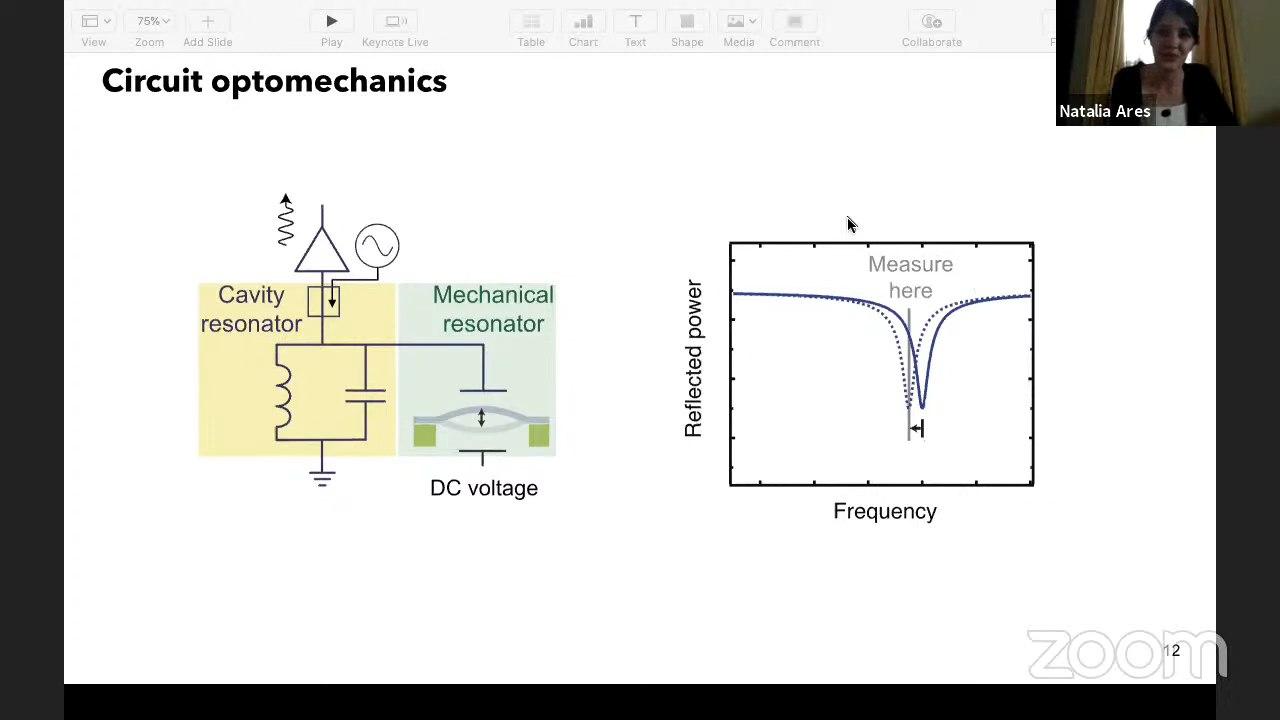 View
75%
Zoom
Add Slide
Play
Keynote Live
Table
Chart
Text
Shape
Media
Comment
Collaborate
Natalia Ares
Circuit optomechanics
Cavity
resonator
Mechanical
resonator
DC voltage
Measure
here
Reflected power
Frequency
12
zoom